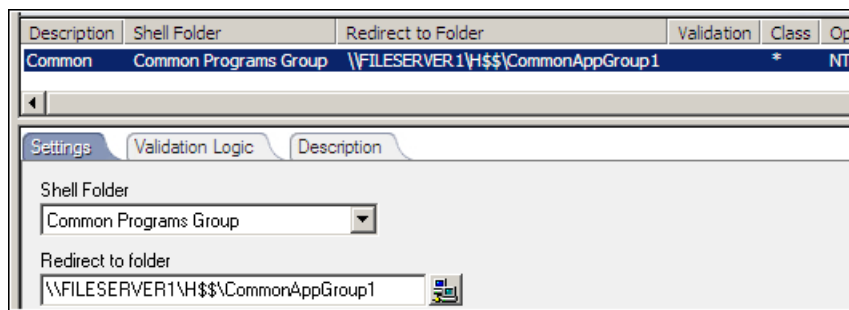 Description Shell Folder Redirect to Folder Validation Class Op
Common Common Programs Group \\FILESERVER1\H$$\CommonAppGroup1 * NT
Settings Validation Logic Description
Shell Folder
Common Programs Group
Redirect to folder
\\FILESERVER1\H$$\CommonAppGroup1